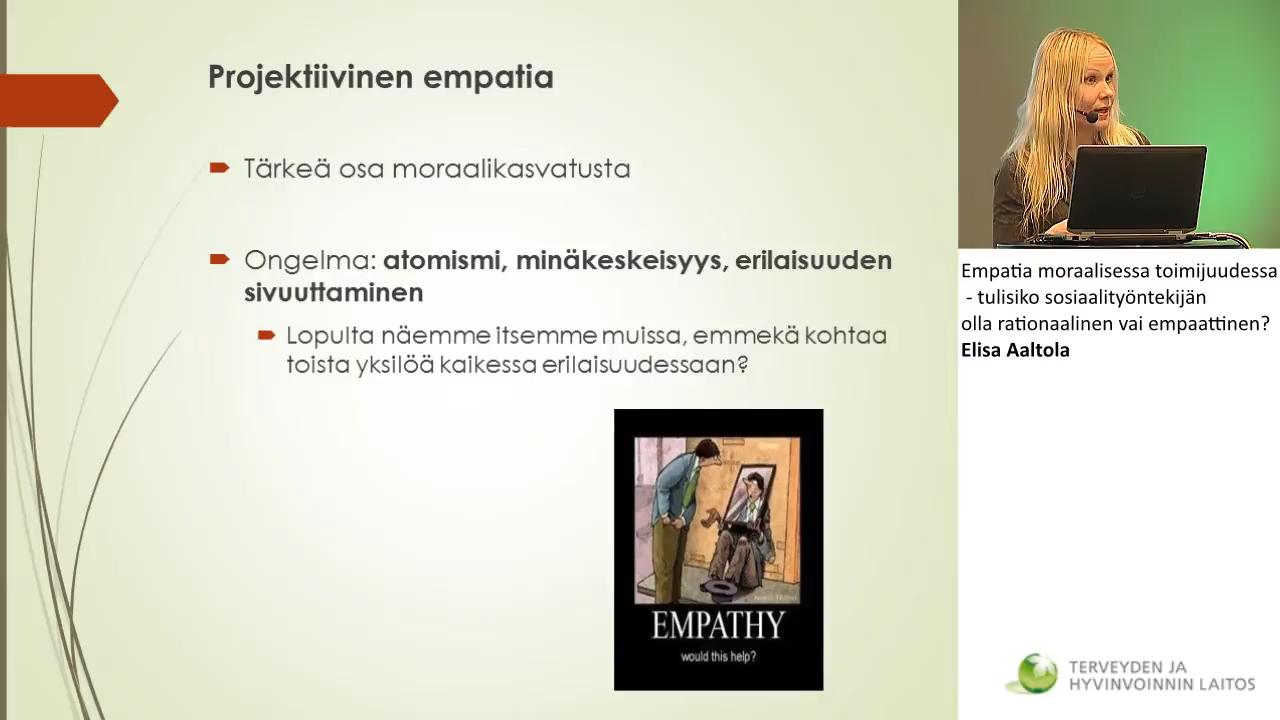 Projektiivinen empatia
Tärkeä osa moraalikasvatusta
Ongelma: atomismi, minäkeskeisyys, erilaisuuden
sivuuttaminen
Lopulta näemme itsemme muissa, emmekä kohtaa
toista yksilöä kaikessa erilaisuudessaan?
EMPATHY
would this help?
Empatia moraalisessa toimijuudessa
- tulisiko sosiaalityöntekijän
olla rationaalinen vai empaattinen?
Elisa Aaltola
TERVEYDEN JA
HYVINVOINNIN LAITOS